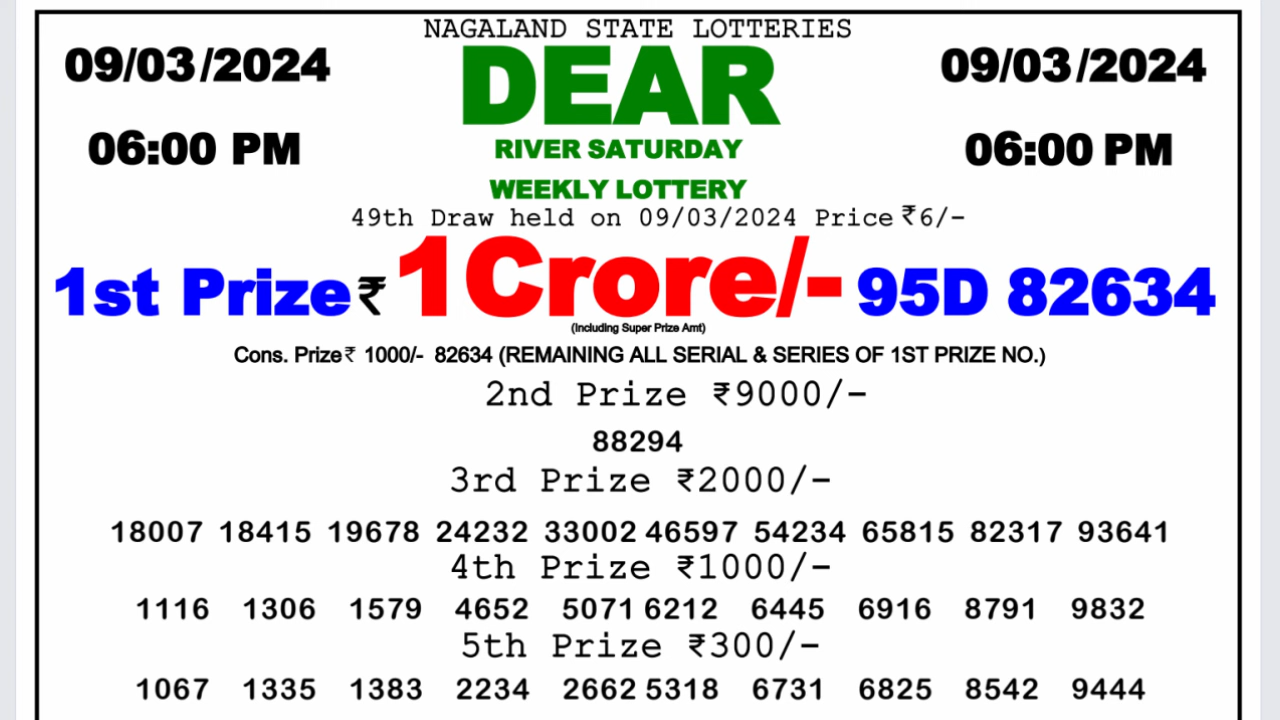 NAGALAND STATE LOTTERIES
09/03/2024 DEAR 09/03/2024
06:00 PM RIVER SATURDAY 06:00 PM
WEEKLY LOTTERY
49th Draw held on 09/03/2024 Price ₹6/-
1st Prize ₹ 1Crore/- 95D 82634
(Including Super Prize Amt)
Cons. Prize ₹ 1000/- 82634 (REMAINING ALL SERIAL & SERIES OF 1ST PRIZE NO.)
2nd Prize ₹9000/-
88294
3rd Prize ₹2000/-
18007 18415 19678 24232 33002 46597 54234 65815 82317 93641
4th Prize ₹1000/-
1116 1306 1579 4652 5071 6212 6445 6916 8791 9832
5th Prize ₹300/-
1067 1335 1383 2234 2662 5318 6731 6825 8542 9444